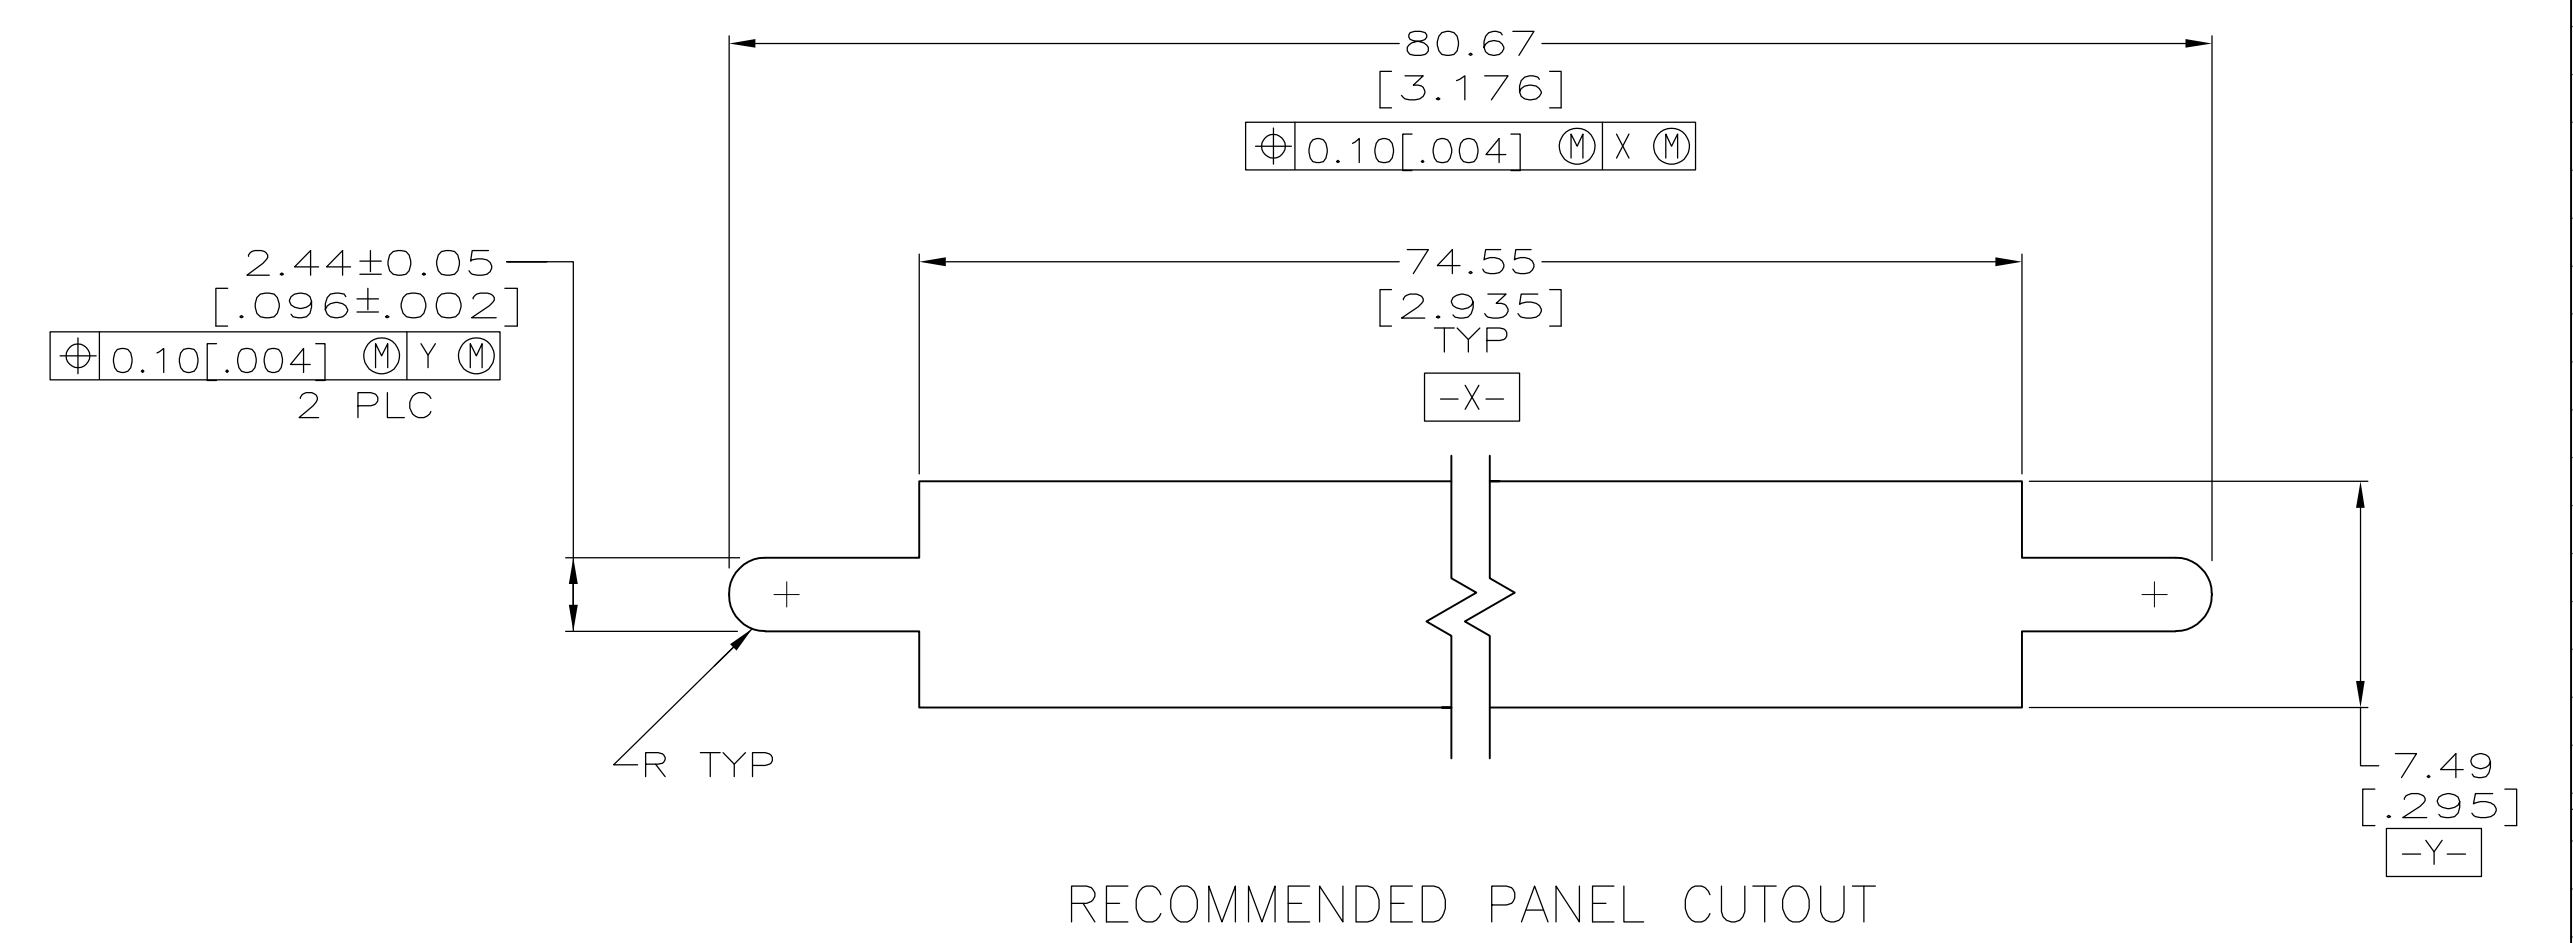 80.67
[3.176]
⌖ 0.10[.004] Ⓜ X Ⓜ
2.44±0.05
[.096±.002]
⌖ 0.10[.004] Ⓜ Y Ⓜ
2 PLC
74.55
[2.935]
TYP
-X-
R TYP
7.49
[.295]
-Y-
RECOMMENDED PANEL CUTOUT